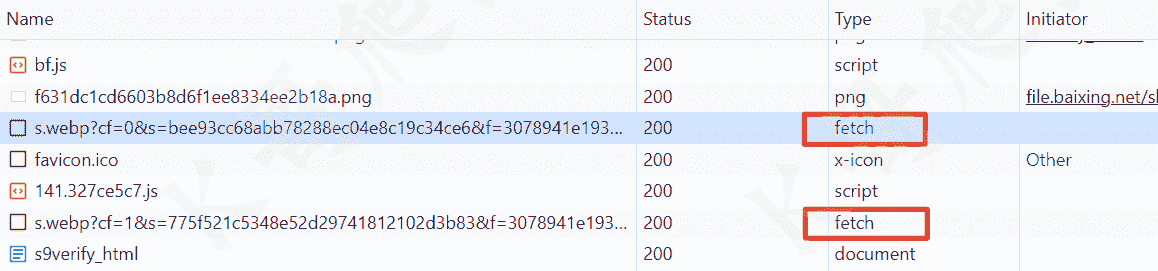 Name Status Type Initiator
bf.js 200 script
f631dc1cd6603b8d6f1ee8334ee2b18a.png 200 png file.baixing.net/sl
s.webp?cf=0&s=bee93cc68abb78288ec04e8c19c34ce6&f=3078941e193... 200 fetch
favicon.ico 200 x-icon Other
141.327ce5c7.js 200 script
s.webp?cf=1&s=775f521c5348e52d29741812102d3b83&f=3078941e193... 200 fetch
s9verify_html 200 document